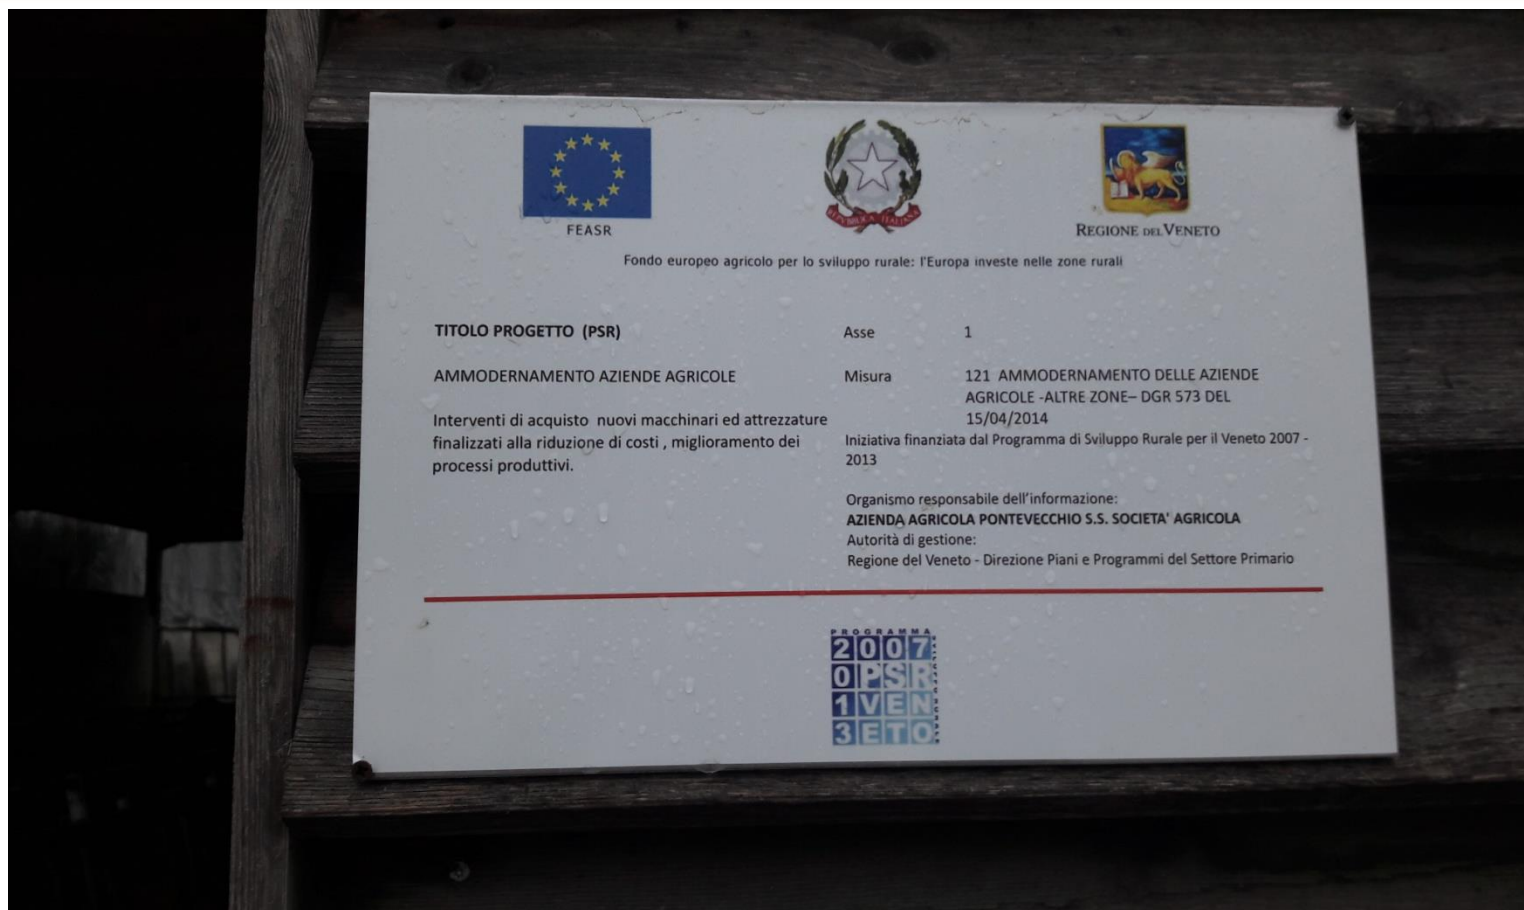 FEASR
REPVBBLICA ITALIANA
REGIONE DEL VENETO
Fondo europeo agricolo per lo sviluppo rurale: l'Europa investe nelle zone rurali
TITOLO PROGETTO (PSR)
AMMODERNAMENTO AZIENDE AGRICOLE
Interventi di acquisto nuovi macchinari ed attrezzature
finalizzati alla riduzione di costi , miglioramento dei
processi produttivi.
Asse 1
Misura 121 AMMODERNAMENTO DELLE AZIENDE
AGRICOLE -ALTRE ZONE– DGR 573 DEL
15/04/2014
Iniziativa finanziata dal Programma di Sviluppo Rurale per il Veneto 2007 -
2013
Organismo responsabile dell'informazione:
AZIENDA AGRICOLA PONTEVECCHIO S.S. SOCIETA' AGRICOLA
Autorità di gestione:
Regione del Veneto - Direzione Piani e Programmi del Settore Primario
PROGRAMMA
2007
0PSR
1VEN
3ETO